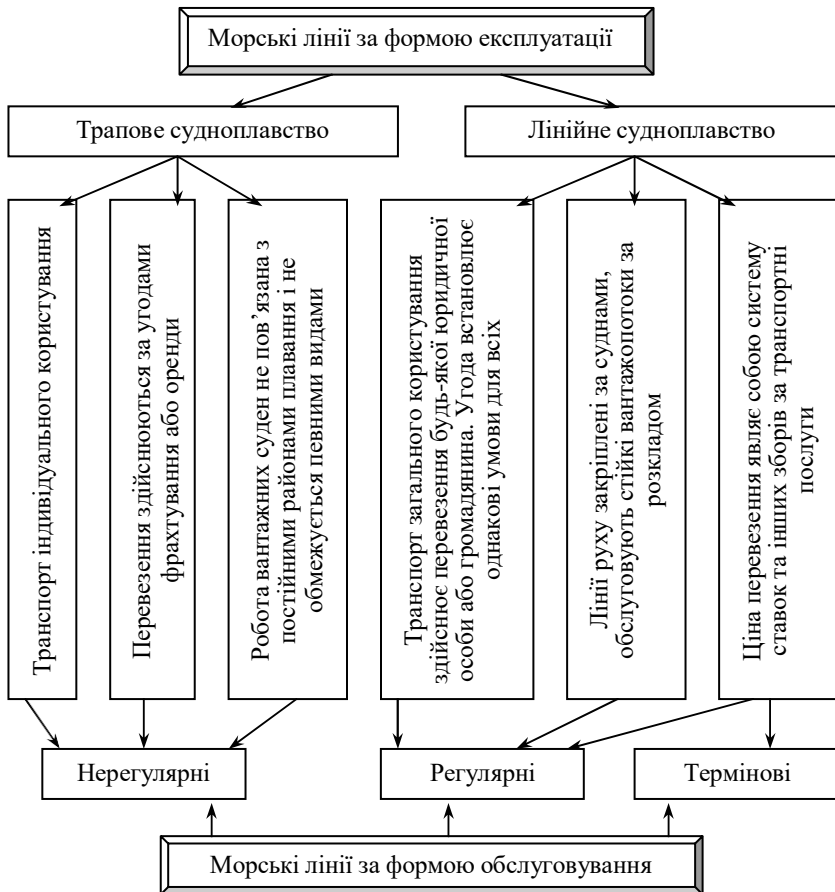 Морські лінії за формою експлуатації
Трапове судноплавство
Лінійне судноплавство
Транспорт індивідуального користування
Перевезення здійснюються за угодами
фрахтування або оренди
Робота вантажних суден не пов’язана з
постійними районами плавання і не
обмежується певними видами
Транспорт загального користування
здійснює перевезення будь-якої юридичної
особи або громадянина. Угода встановлює
однакові умови для всіх
Лінії руху закріплені за суднами,
обслуговують стійкі вантажопотоки за
розкладом
Ціна перевезення являє собою систему
ставок та інших зборів за транспортні
послуги
Нерегулярні
Регулярні
Термінові
Морські лінії за формою обслуговування